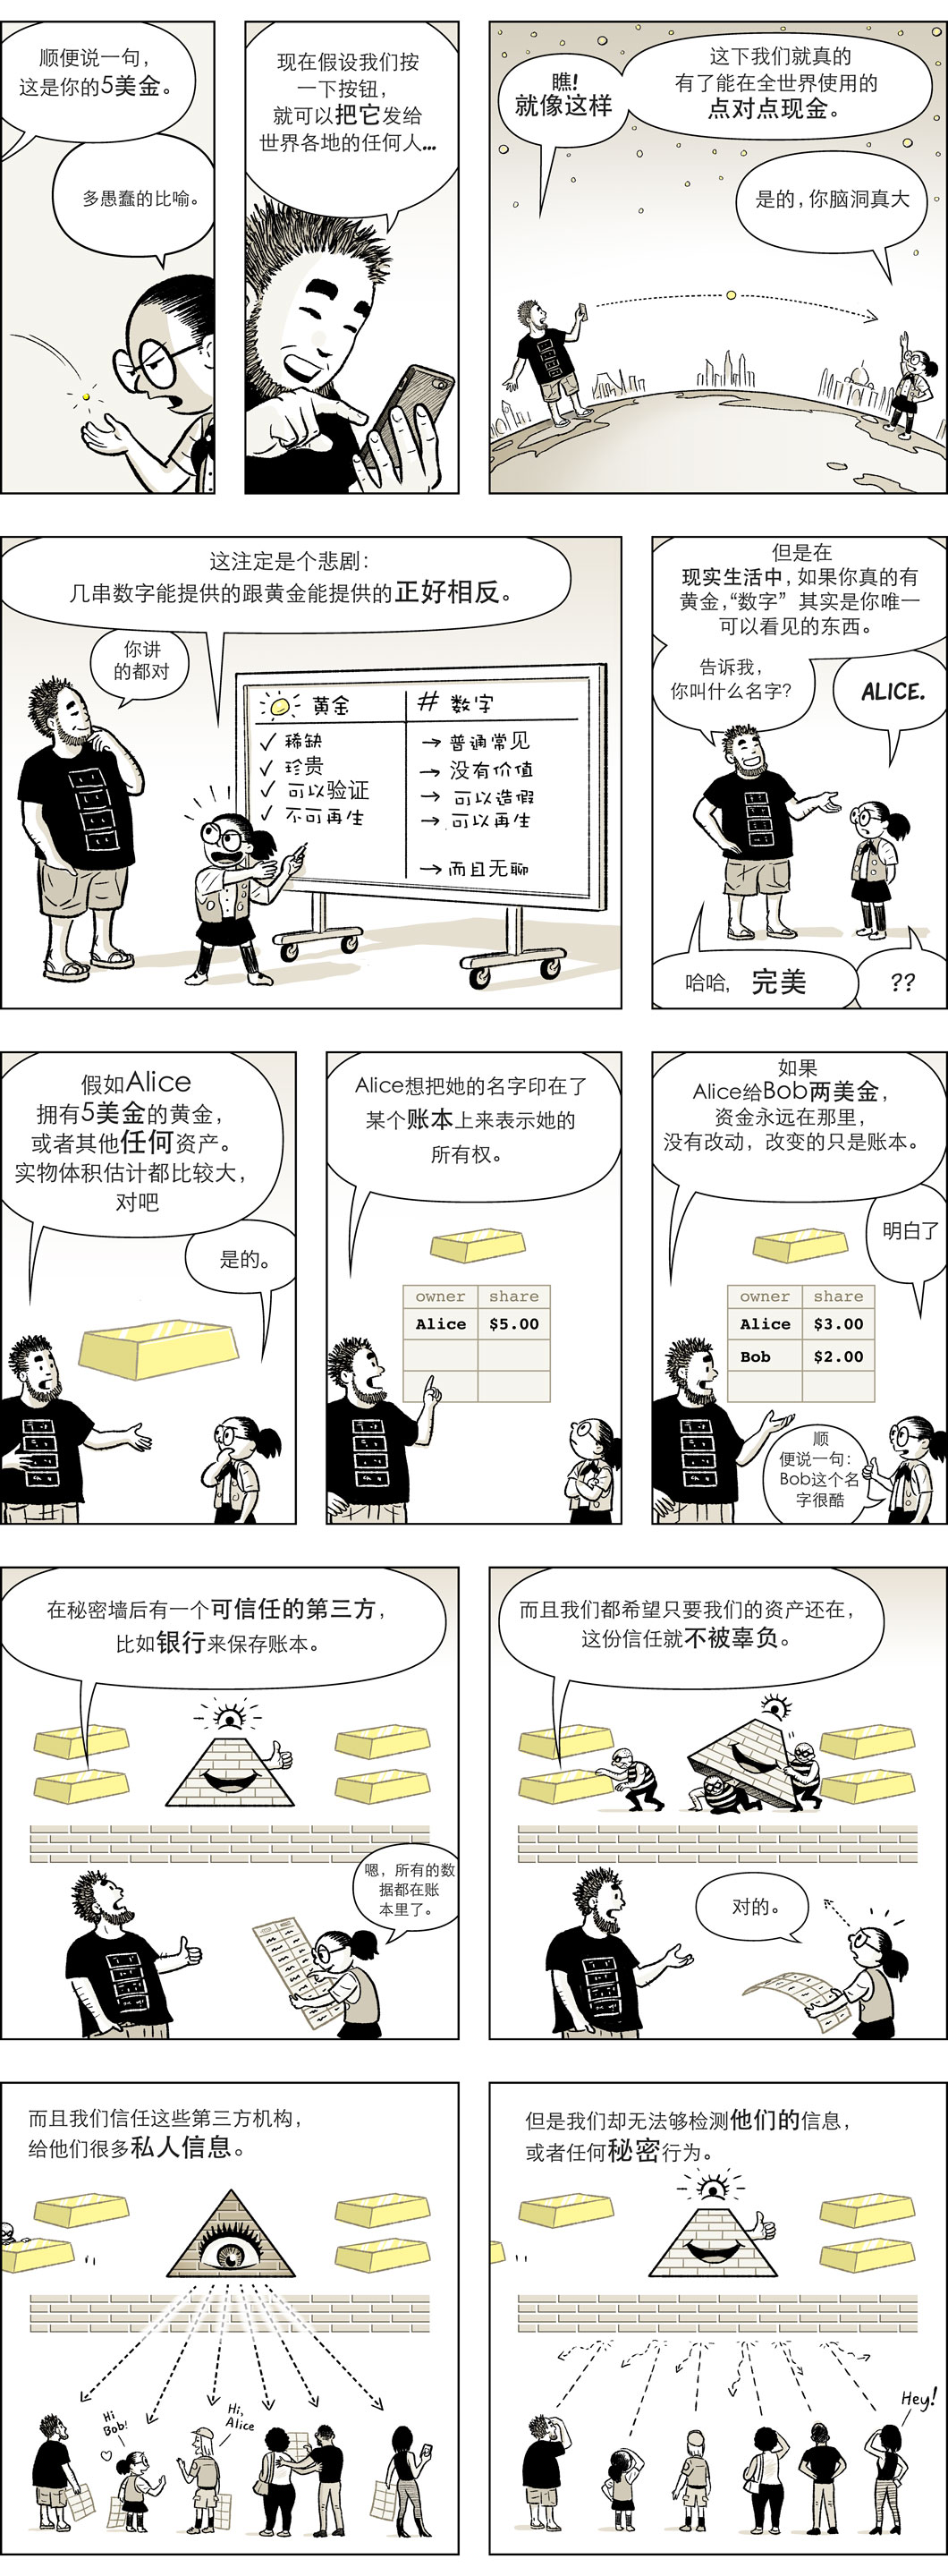 顺便说一句，
这是你的5美金。
多愚蠢的比喻。
现在假设我们按
一下按钮，
就可以把它发给
世界各地的任何人...
瞧!
就像这样
这下我们就真的
有了能在全世界使用的
点对点现金。
是的，你脑洞真大
这注定是个悲剧：
几串数字能提供的跟黄金能提供的正好相反。
你讲
的都对
黄金
✓ 稀缺
✓ 珍贵
✓ 可以验证
✓ 不可再生
# 数字
→ 普通常见
→ 没有价值
→ 可以造假
→ 可以再生
→ 而且无聊
但是在
现实生活中，如果你真的有
黄金，“数字” 其实是你唯一
可以看见的东西。
告诉我，
你叫什么名字？
ALICE.
哈哈，完美
??
假如Alice
拥有5美金的黄金，
或者其他任何资产。
实物体积估计都比较大，
对吧
是的。
Alice想把她的名字印在了
某个账本上来表示她的
所有权。
owner share
Alice $5.00
如果
Alice给Bob两美金，
资金永远在那里，
没有改动，改变的只是账本。
明白了
owner share
Alice $3.00
Bob $2.00
顺
便说一句：
Bob这个名
字很酷
在秘密墙后有一个可信任的第三方，
比如银行来保存账本。
嗯，所有的数
据都在账
本里了。
而且我们都希望只要我们的资产还在，
这份信任就不被辜负。
对的。
而且我们信任这些第三方机构，
给他们很多私人信息。
Hi
Bob!
Hi,
Alice
但是我们却无法够检测他们的信息，
或者任何秘密行为。
Hey!